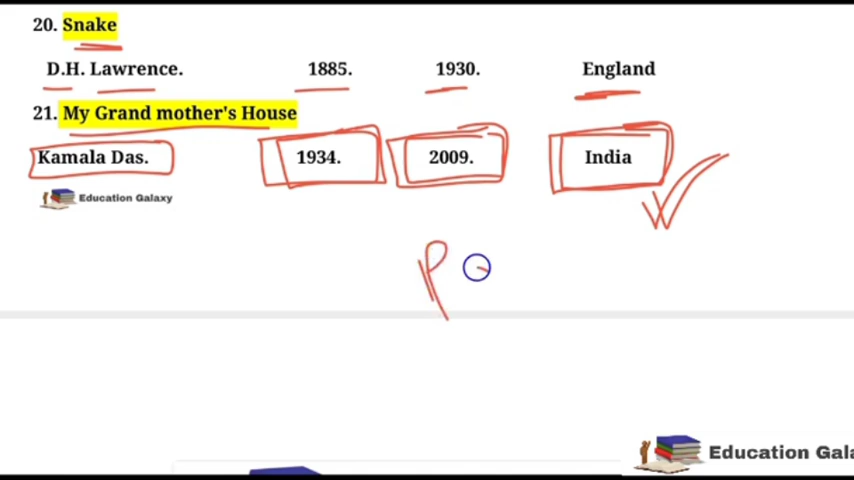 20. Snake
D.H. Lawrence. 1885. 1930. England
21. My Grand mother's House
Kamala Das. 1934. 2009. India
Education Galaxy
P
Education Gala